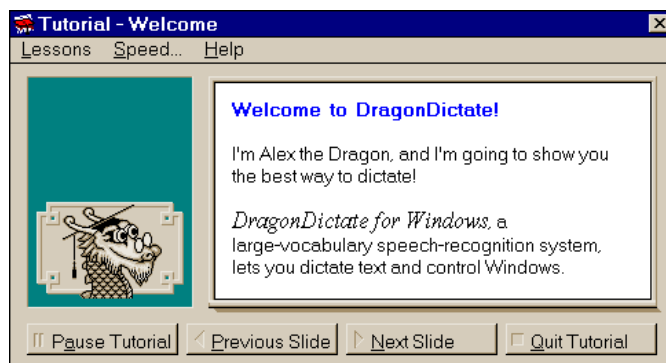 Tutorial - Welcome
Lessons Speed... Help
Welcome to DragonDictate!
I'm Alex the Dragon, and I'm going to show you
the best way to dictate!
DragonDictate for Windows, a
large-vocabulary speech-recognition system,
lets you dictate text and control Windows.
Pause Tutorial Previous Slide Next Slide Quit Tutorial